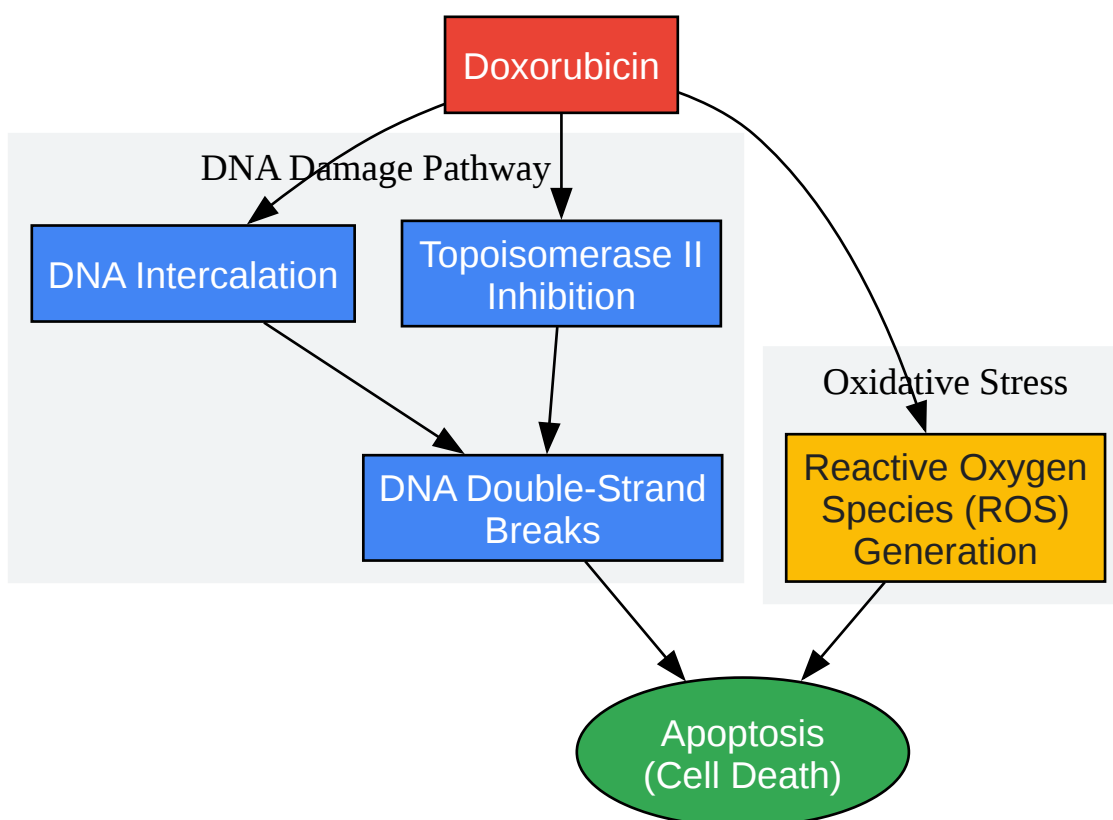 Doxorubicin
DNA Damage Pathway
DNA Intercalation
Topoisomerase II
Inhibition
Oxidative Stress
DNA Double-Strand
Breaks
Reactive Oxygen
Species (ROS)
Generation
Apoptosis
(Cell Death)